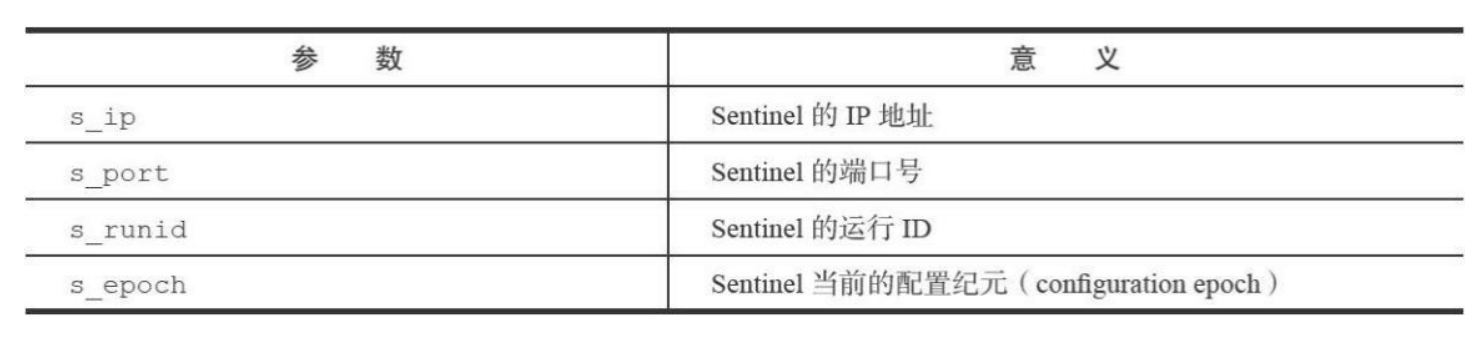 参 数 意 义
s_ip Sentinel 的 IP 地址
s_port Sentinel 的端口号
s_runid Sentinel 的运行 ID
s_epoch Sentinel 当前的配置纪元（configuration epoch）